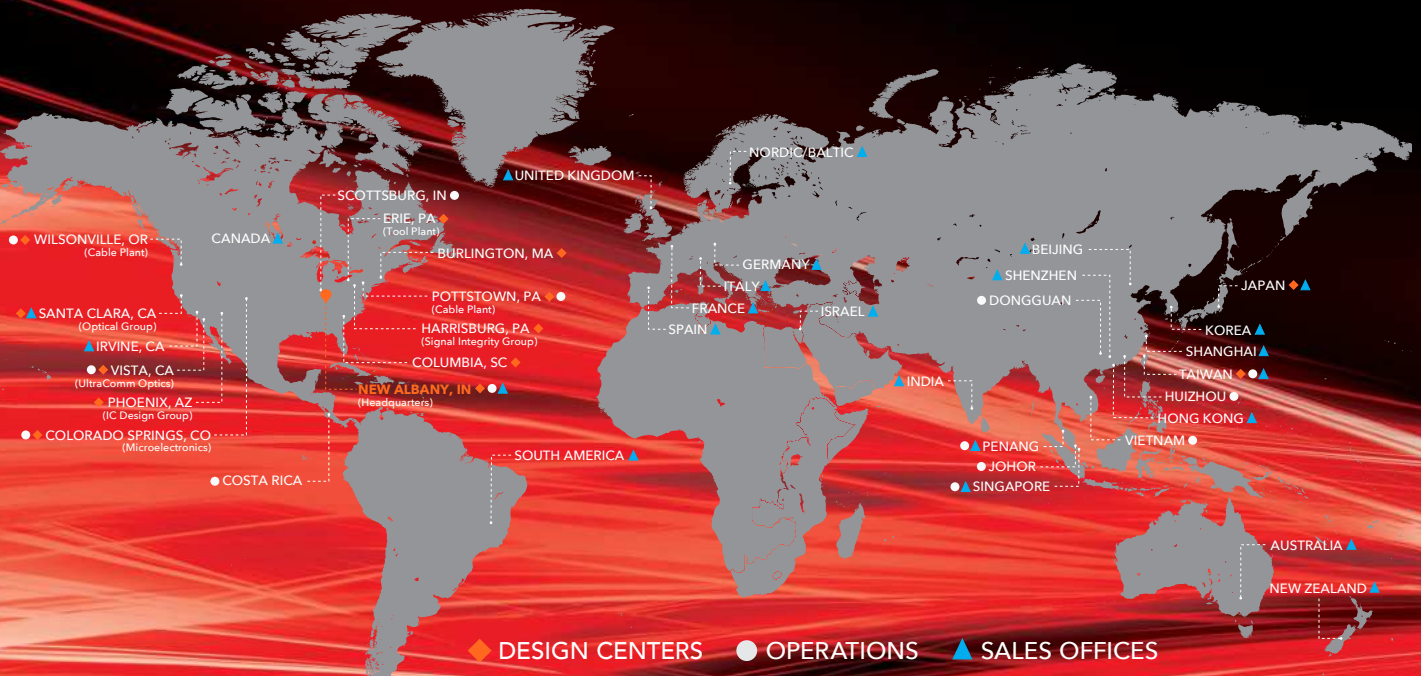 NORDIC/BALTIC
UNITED KINGDOM
SCOTTSBURG, IN
ERIE, PA
(Tool Plant)
WILSONVILLE, OR
(Cable Plant)
CANADA
BURLINGTON, MA
POTTSTOWN, PA
(Cable Plant)
SANTA CLARA, CA
(Optical Group)
HARRISBURG, PA
(Signal Integrity Group)
IRVINE, CA
COLUMBIA, SC
VISTA, CA
(UltraComm Optics)
NEW ALBANY, IN
(Headquarters)
PHOENIX, AZ
(IC Design Group)
COLORADO SPRINGS, CO
(Microelectronics)
COSTA RICA
SOUTH AMERICA
GERMANY
ITALY
FRANCE
SPAIN
ISRAEL
BEIJING
SHENZHEN
DONGGUAN
JAPAN
KOREA
SHANGHAI
TAIWAN
INDIA
HUIZHOU
HONG KONG
VIETNAM
PENANG
JOHOR
SINGAPORE
AUSTRALIA
NEW ZEALAND
DESIGN CENTERS
OPERATIONS
SALES OFFICES